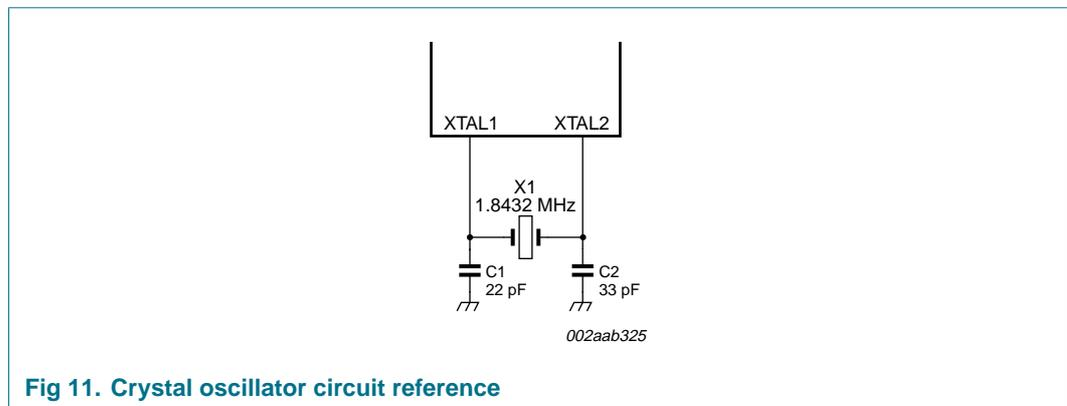 XTAL1 XTAL2
X1
1.8432 MHz
C1 C2
22 pF 33 pF
002aab325
Fig 11. Crystal oscillator circuit reference